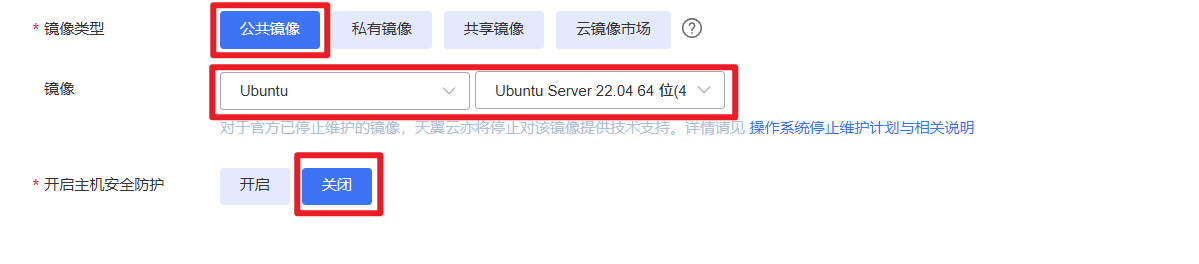 * 镜像类型 公共镜像 私有镜像 共享镜像 云镜像市场 ?
镜像 Ubuntu Ubuntu Server 22.04 64 位(4
对于官方已停止维护的镜像，天翼云亦将停止对该镜像提供技术支持。详情请见 操作系统停止维护计划与相关说明
* 开启主机安全防护 开启 关闭